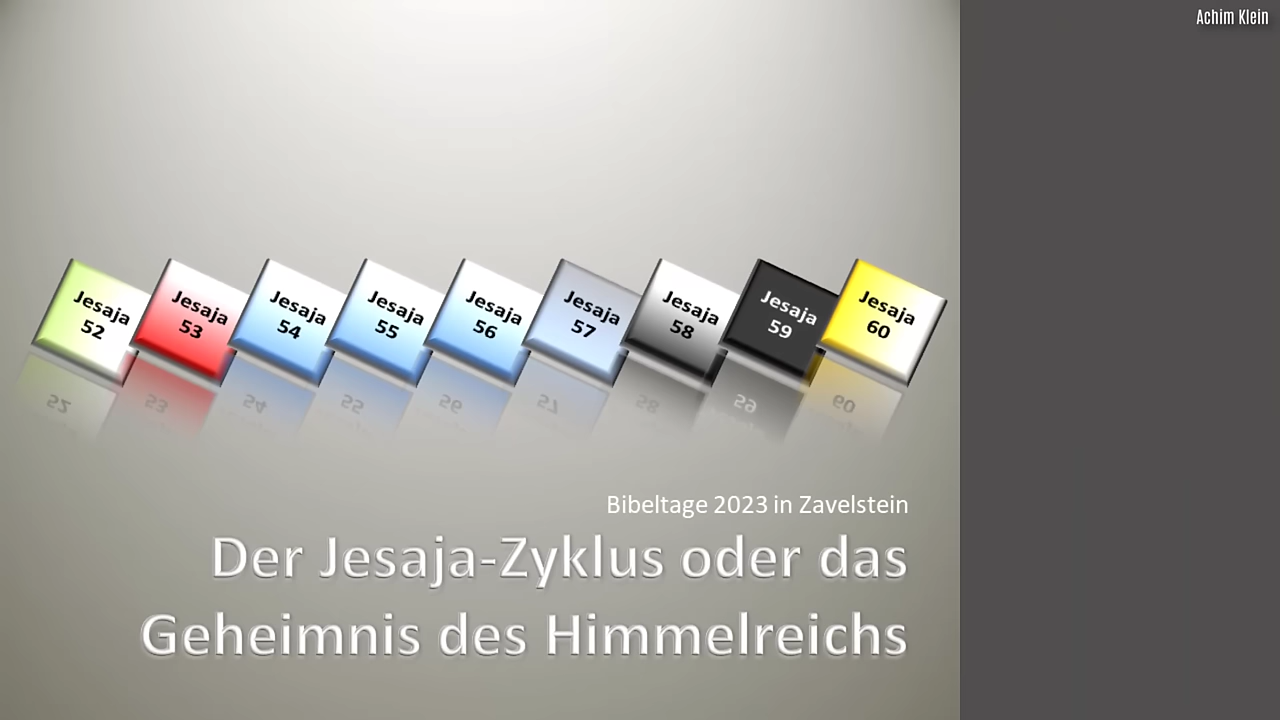 Achim Klein
Jesaja
52
Jesaja
53
Jesaja
54
Jesaja
55
Jesaja
56
Jesaja
57
Jesaja
58
Jesaja
59
Jesaja
60
Bibeltage 2023 in Zavelstein
Der Jesaja-Zyklus oder das
Geheimnis des Himmelreichs